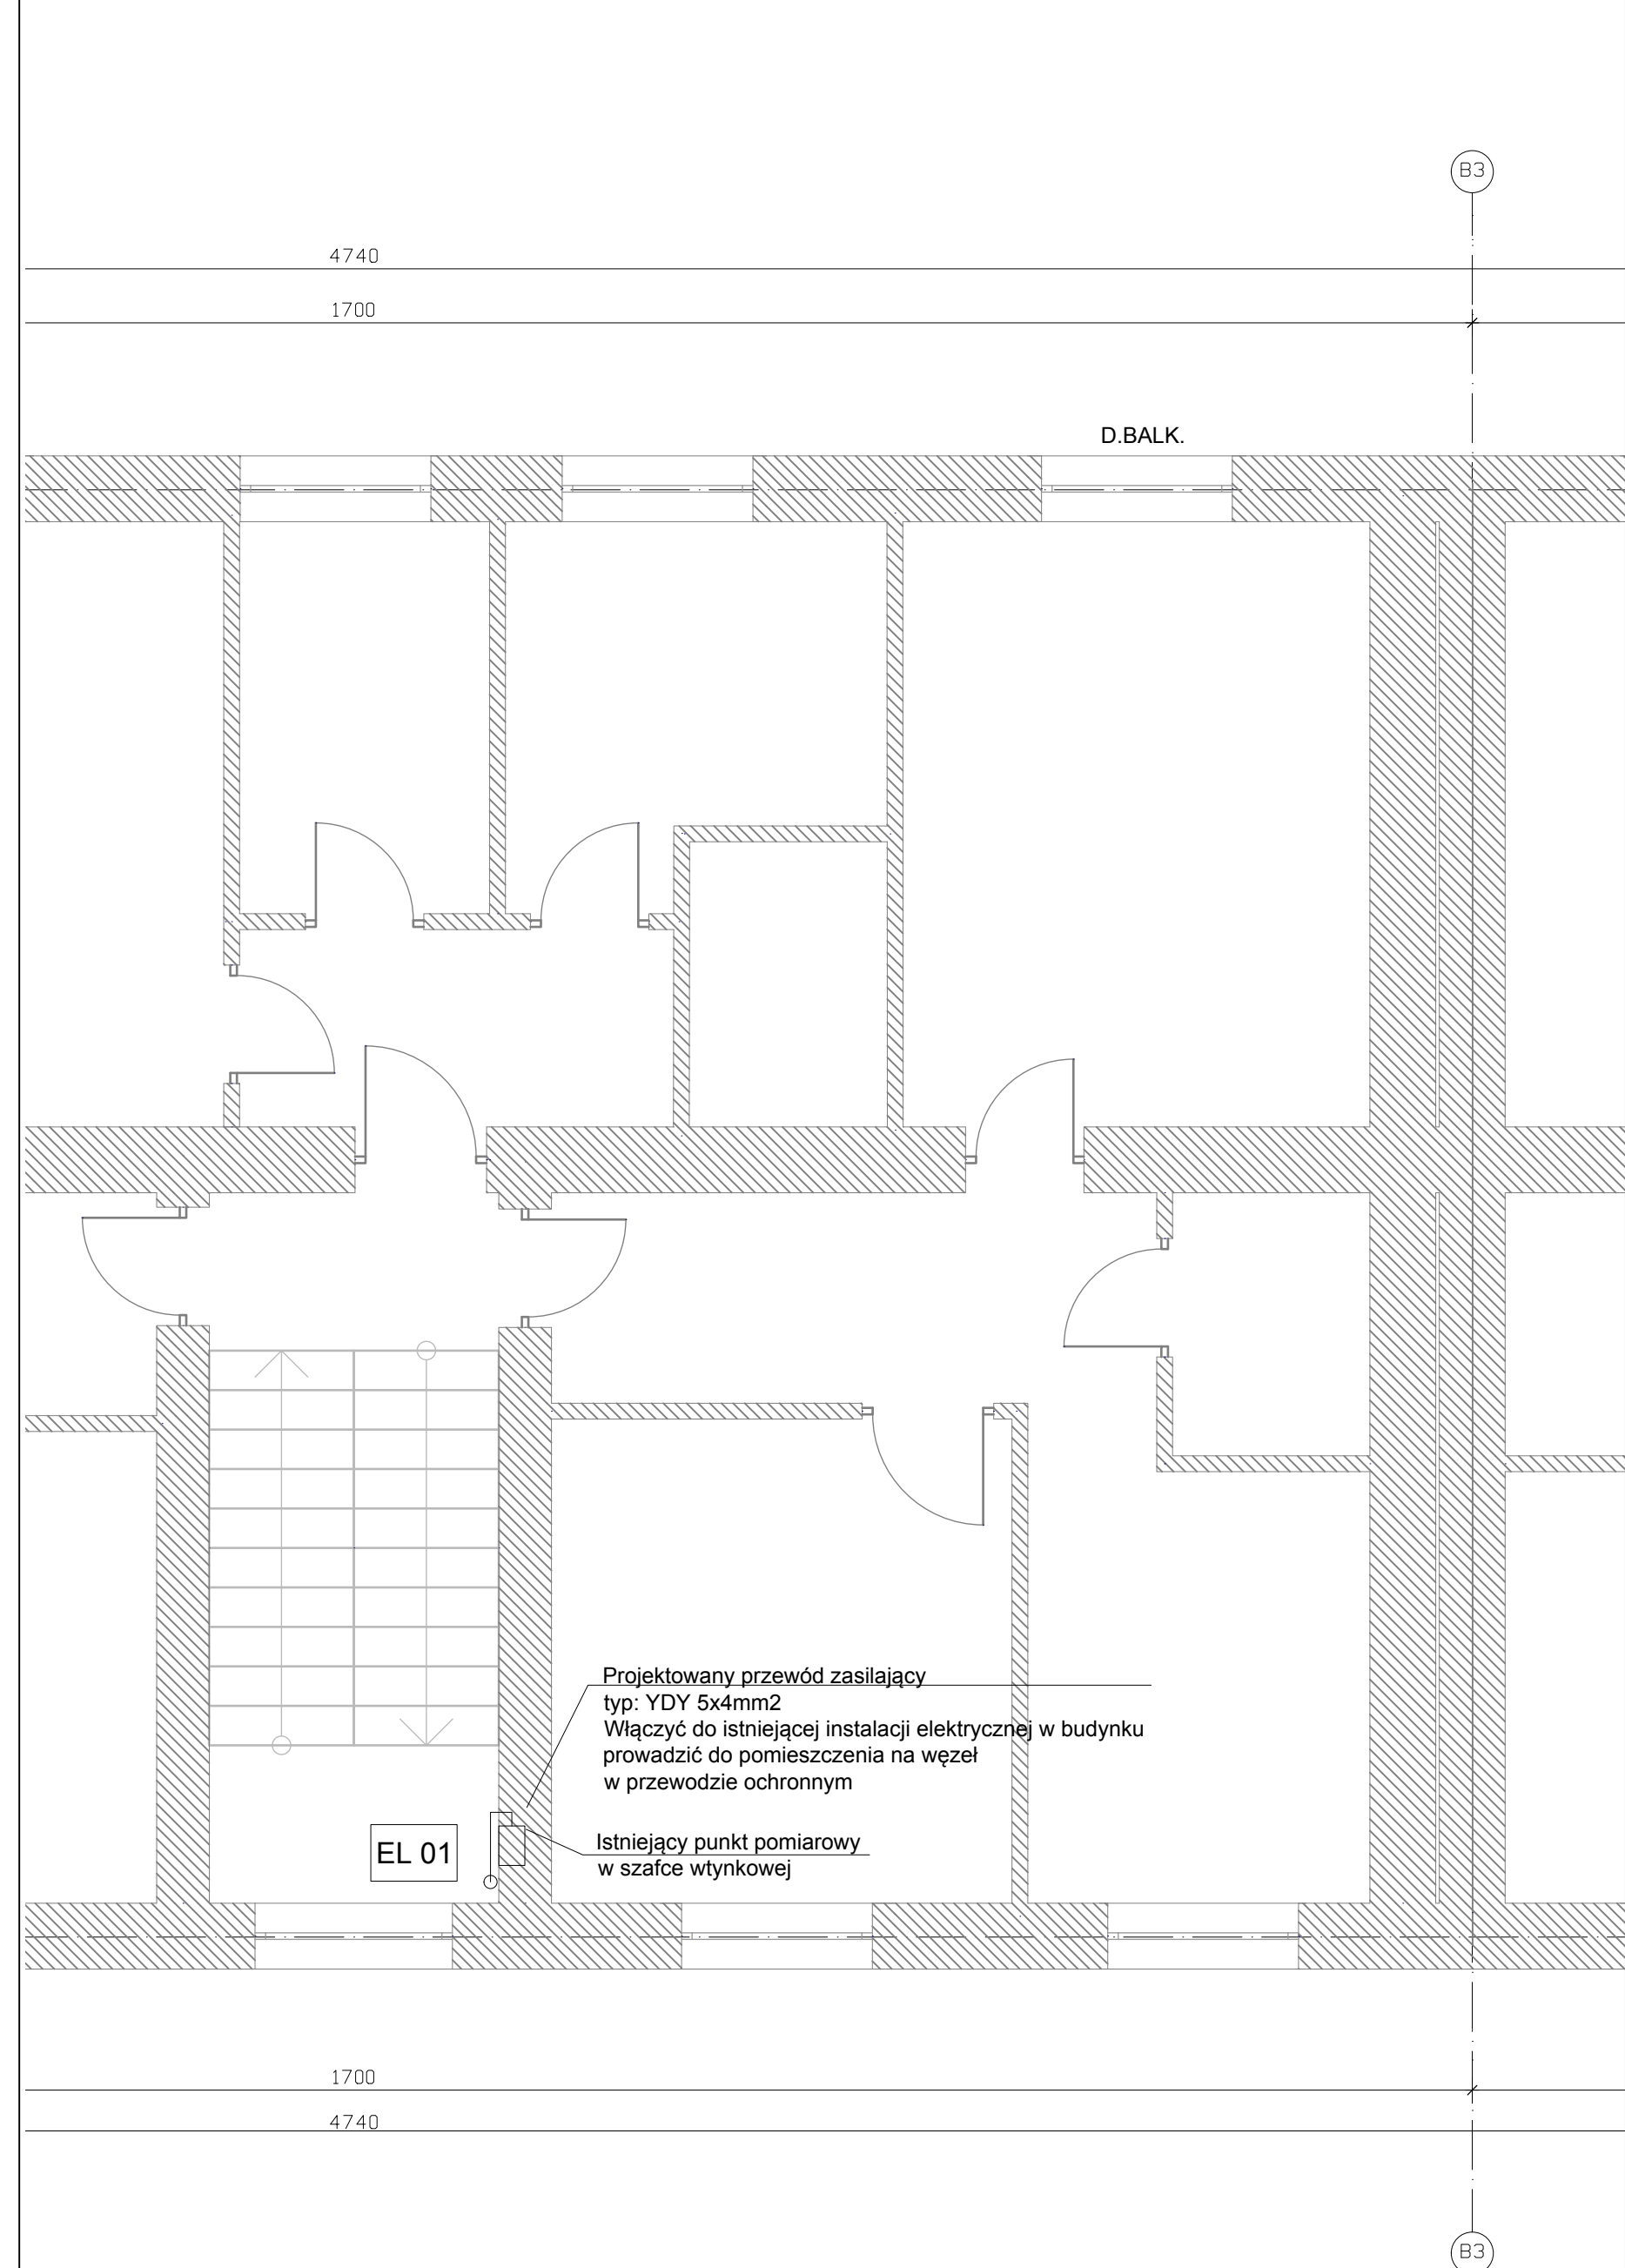 B3
4740
1700
D.BALK.
Projektowany przewód zasilający
typ: YDY 5x4mm2
Włączyć do istniejącej instalacji elektrycznej w budynku
prowadzić do pomieszczenia na węzeł
w przewodzie ochronnym
EL 01
Istniejący punkt pomiarowy
w szafce wtynkowej
1700
4740
B3